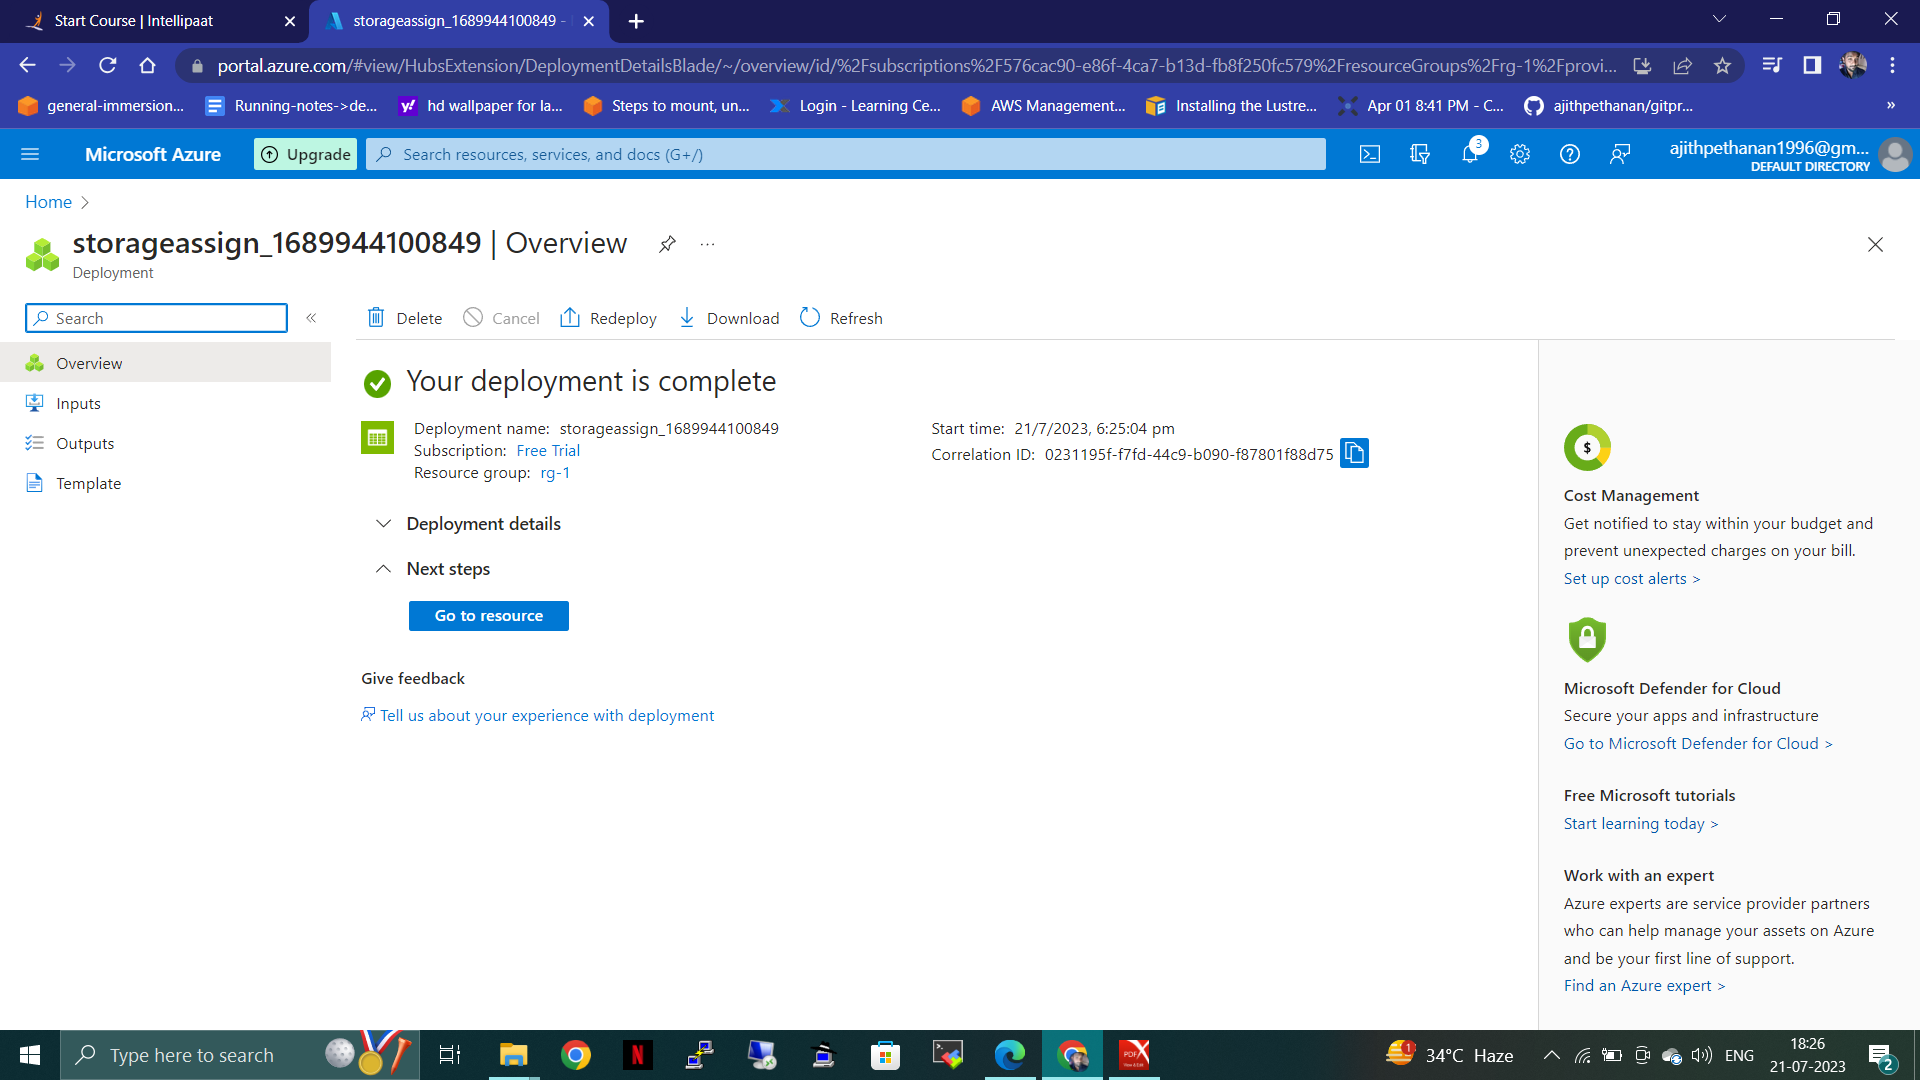 Start Course | Intellipaat
storageassign_1689944100849 -
portal.azure.com/#view/HubsExtension/DeploymentDetailsBlade/~/overview/id/%2Fsubscriptions%2F576cac90-e86f-4ca7-b13d-fb8f250fc579%2FresourceGroups%2Frg-1%2Fprovi...
general-immersion...
Running-notes->de...
hd wallpaper for la...
Steps to mount, un...
Login - Learning Ce...
AWS Management...
Installing the Lustre...
Apr 01 8:41 PM - C...
ajithpethanan/gitpr...
»
Microsoft Azure
Upgrade
Search resources, services, and docs (G+/)
3
ajithpethanan1996@gm...
DEFAULT DIRECTORY
Home
storageassign_1689944100849 | Overview
...
Deployment
Search
«
Delete
Cancel
Redeploy
Download
Refresh
Overview
Inputs
Outputs
Template
Your deployment is complete
Deployment name: storageassign_1689944100849
Subscription: Free Trial
Resource group: rg-1
Start time: 21/7/2023, 6:25:04 pm
Correlation ID: 0231195f-f7fd-44c9-b090-f87801f88d75
Deployment details
Next steps
Go to resource
Give feedback
Tell us about your experience with deployment
$
Cost Management
Get notified to stay within your budget and
prevent unexpected charges on your bill.
Set up cost alerts >
Microsoft Defender for Cloud
Secure your apps and infrastructure
Go to Microsoft Defender for Cloud >
Free Microsoft tutorials
Start learning today >
Work with an expert
Azure experts are service provider partners
who can help manage your assets on Azure
and be your first line of support.
Find an Azure expert >
Type here to search
N
PDF
1
34°C Haze
ENG
18:26
21-07-2023
2